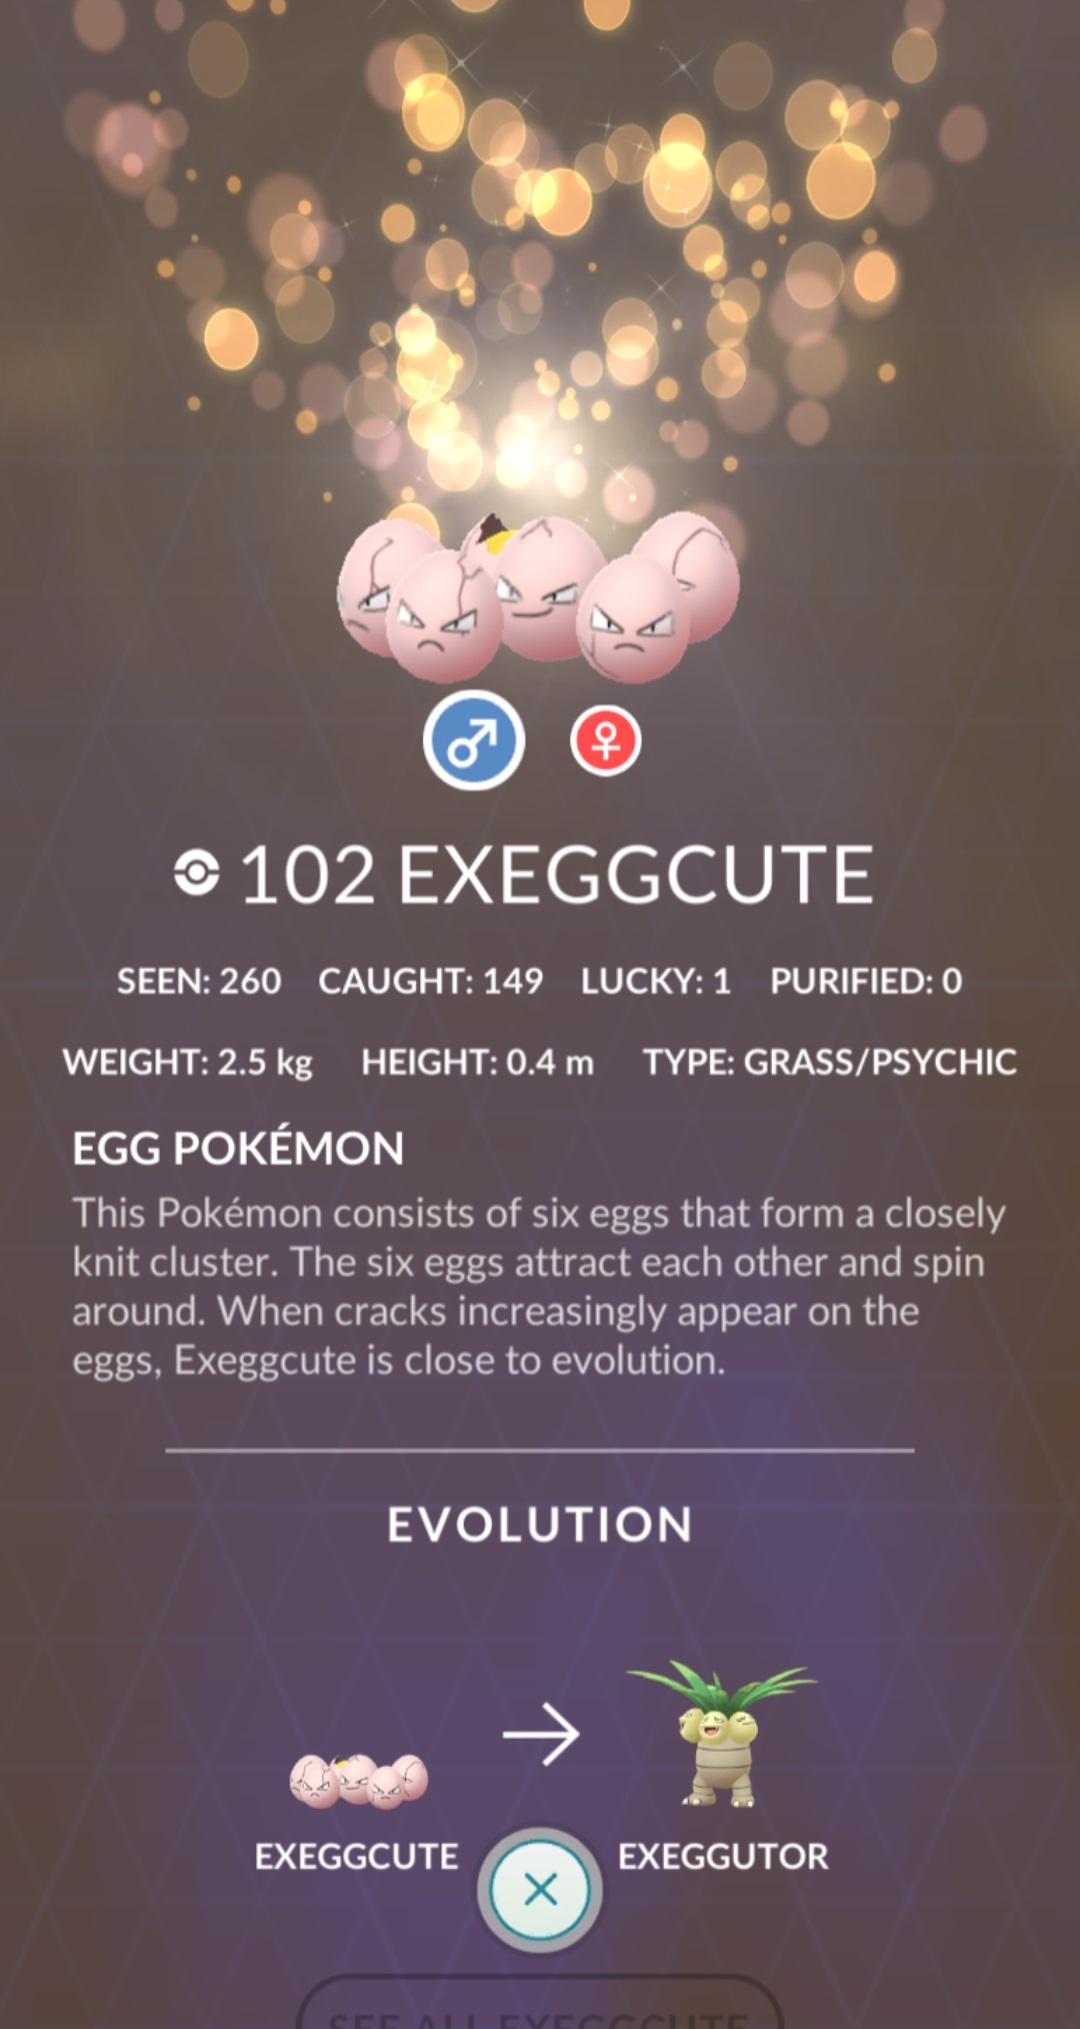 102 EXEGGCUTE
SEEN: 260 CAUGHT: 149 LUCKY: 1 PURIFIED: 0
WEIGHT: 2.5 kg HEIGHT: 0.4 m TYPE: GRASS/PSYCHIC
EGG POKÉMON
This Pokémon consists of six eggs that form a closely
knit cluster. The six eggs attract each other and spin
around. When cracks increasingly appear on the
eggs, Exeggcute is close to evolution.
EVOLUTION
EXEGGCUTE EXEGGUTOR
SEE ALL EXEGGCUTE